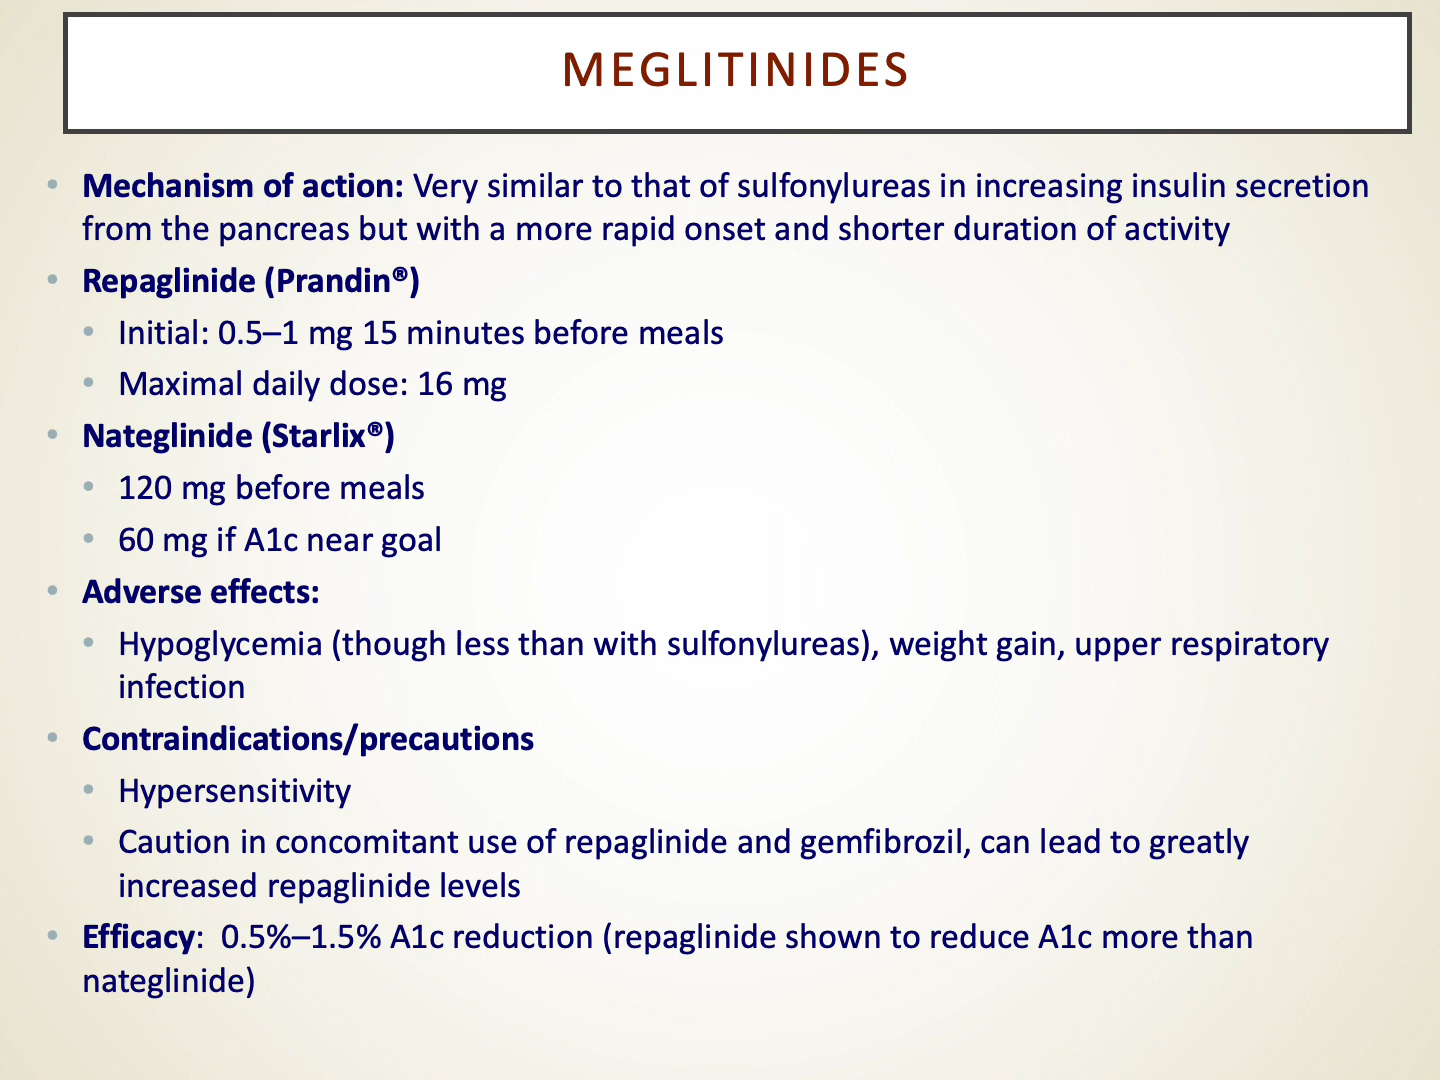 MEGLITINIDES
• Mechanism of action: Very similar to that of sulfonylureas in increasing insulin secretion
from the pancreas but with a more rapid onset and shorter duration of activity
• Repaglinide (Prandin®)
• Initial: 0.5–1 mg 15 minutes before meals
• Maximal daily dose: 16 mg
• Nateglinide (Starlix®)
• 120 mg before meals
• 60 mg if A1c near goal
• Adverse effects:
• Hypoglycemia (though less than with sulfonylureas), weight gain, upper respiratory
infection
• Contraindications/precautions
• Hypersensitivity
• Caution in concomitant use of repaglinide and gemfibrozil, can lead to greatly
increased repaglinide levels
• Efficacy:  0.5%–1.5% A1c reduction (repaglinide shown to reduce A1c more than
nateglinide)